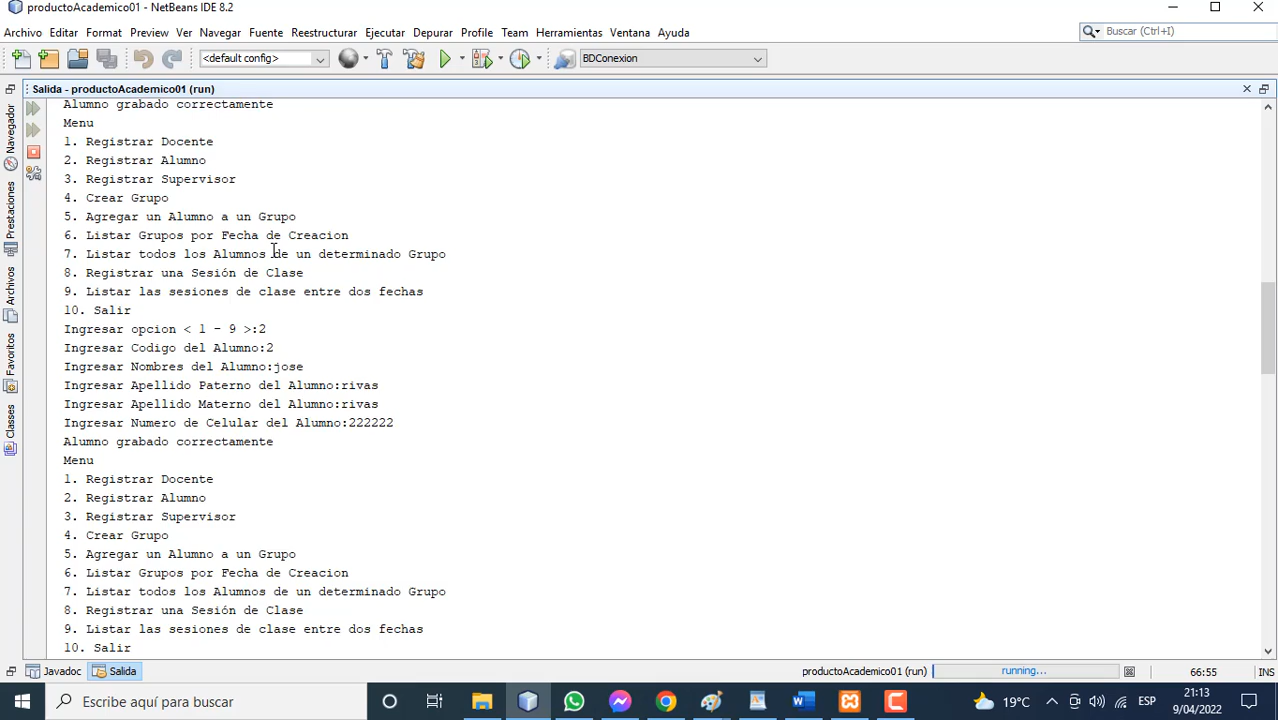 productoAcademico01 - NetBeans IDE 8.2
Archivo Editar Format Preview Ver Navegar Fuente Reestructurar Ejecutar Depurar Profile Team Herramientas Ventana Ayuda
Buscar (Ctrl+I)
<default config>
BDConexion
Salida - productoAcademico01 (run)
Navegador
Prestaciones
Archivos
Favoritos
Classes
Alumno grabado correctamente
Menu
1. Registrar Docente
2. Registrar Alumno
3. Registrar Supervisor
4. Crear Grupo
5. Agregar un Alumno a un Grupo
6. Listar Grupos por Fecha de Creacion
7. Listar todos los Alumnos de un determinado Grupo
8. Registrar una Sesión de Clase
9. Listar las sesiones de clase entre dos fechas
10. Salir
Ingresar opcion < 1 - 9 >:2
Ingresar Codigo del Alumno:2
Ingresar Nombres del Alumno:jose
Ingresar Apellido Paterno del Alumno:rivas
Ingresar Apellido Materno del Alumno:rivas
Ingresar Numero de Celular del Alumno:222222
Alumno grabado correctamente
Menu
1. Registrar Docente
2. Registrar Alumno
3. Registrar Supervisor
4. Crear Grupo
5. Agregar un Alumno a un Grupo
6. Listar Grupos por Fecha de Creacion
7. Listar todos los Alumnos de un determinado Grupo
8. Registrar una Sesión de Clase
9. Listar las sesiones de clase entre dos fechas
10. Salir
Javadoc Salida
productoAcademico01 (run) running... 66:55 INS
Escribe aquí para buscar
19°C ESP
21:13
9/04/2022